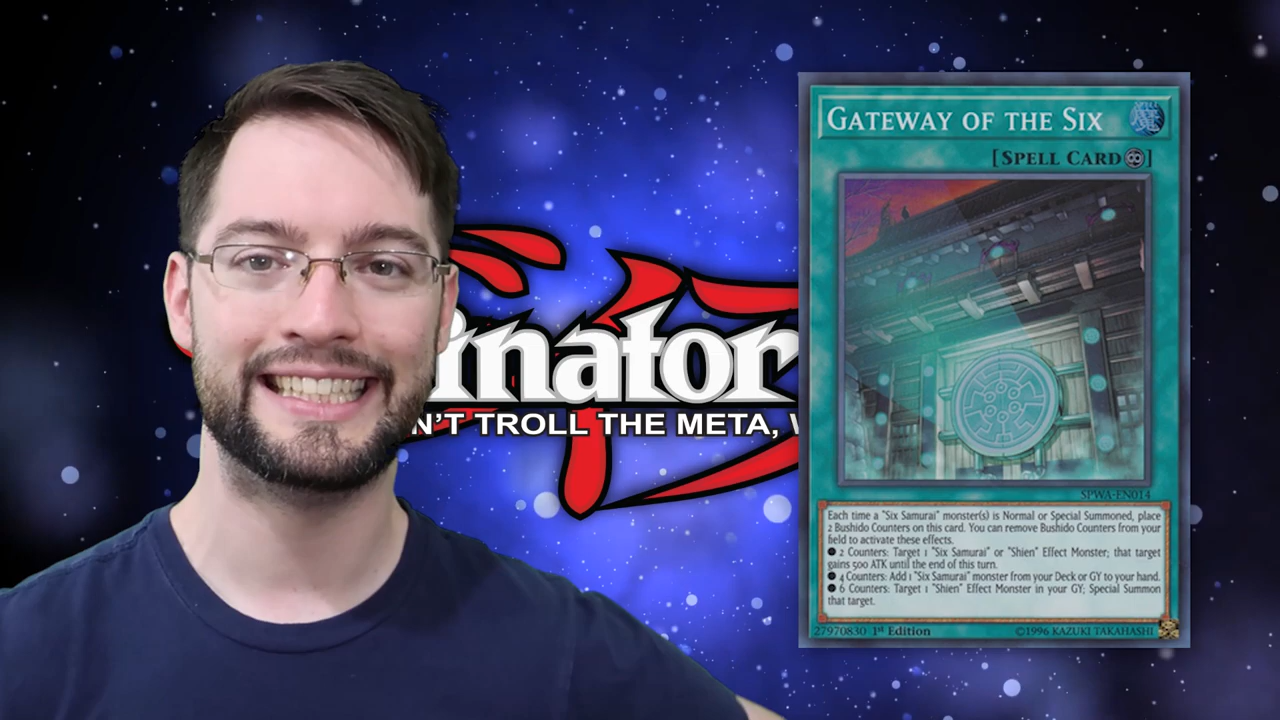 inator
N'T TROLL THE META, W
GATEWAY OF THE SIX
[SPELL CARD]
SPWA-EN014
Each time a "Six Samurai" monster(s) is Normal or Special Summoned, place
2 Bushido Counters on this card. You can remove Bushido Counters from your
field to activate these effects.
● 2 Counters: Target 1 "Six Samurai" or "Shien" Effect Monster; that target
gains 500 ATK until the end of this turn.
● 4 Counters: Add 1 "Six Samurai" monster from your Deck or GY to your hand.
● 6 Counters: Target 1 "Shien" Effect Monster in your GY; Special Summon
that target.
27970830 1st Edition ©1996 KAZUKI TAKAHASHI